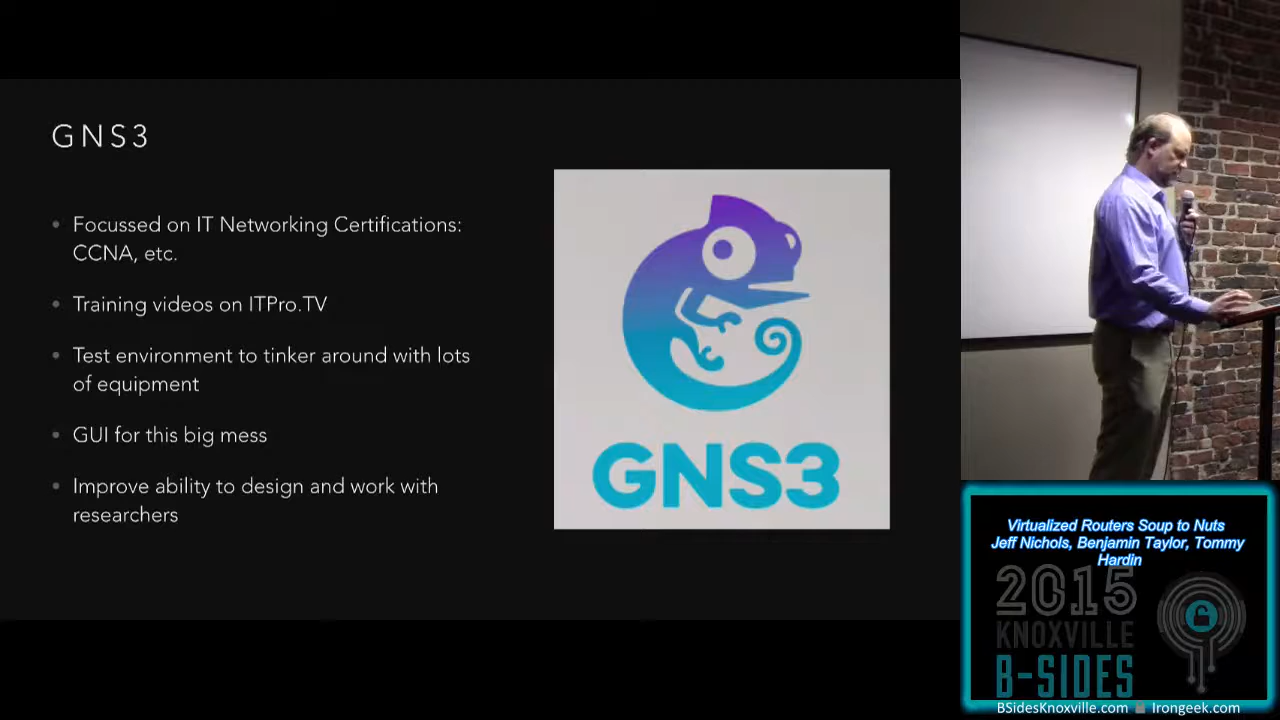 GNS3
Focussed on IT Networking Certifications:
CCNA, etc.
Training videos on ITPro.TV
Test environment to tinker around with lots
of equipment
GUI for this big mess
Improve ability to design and work with
researchers
GNS3
Virtualized Routers Soup to Nuts
Jeff Nichols, Benjamin Taylor, Tommy
Hardin
2015
KNOXVILLE
B-SIDES
BSidesKnoxville.com
Irongeek.com